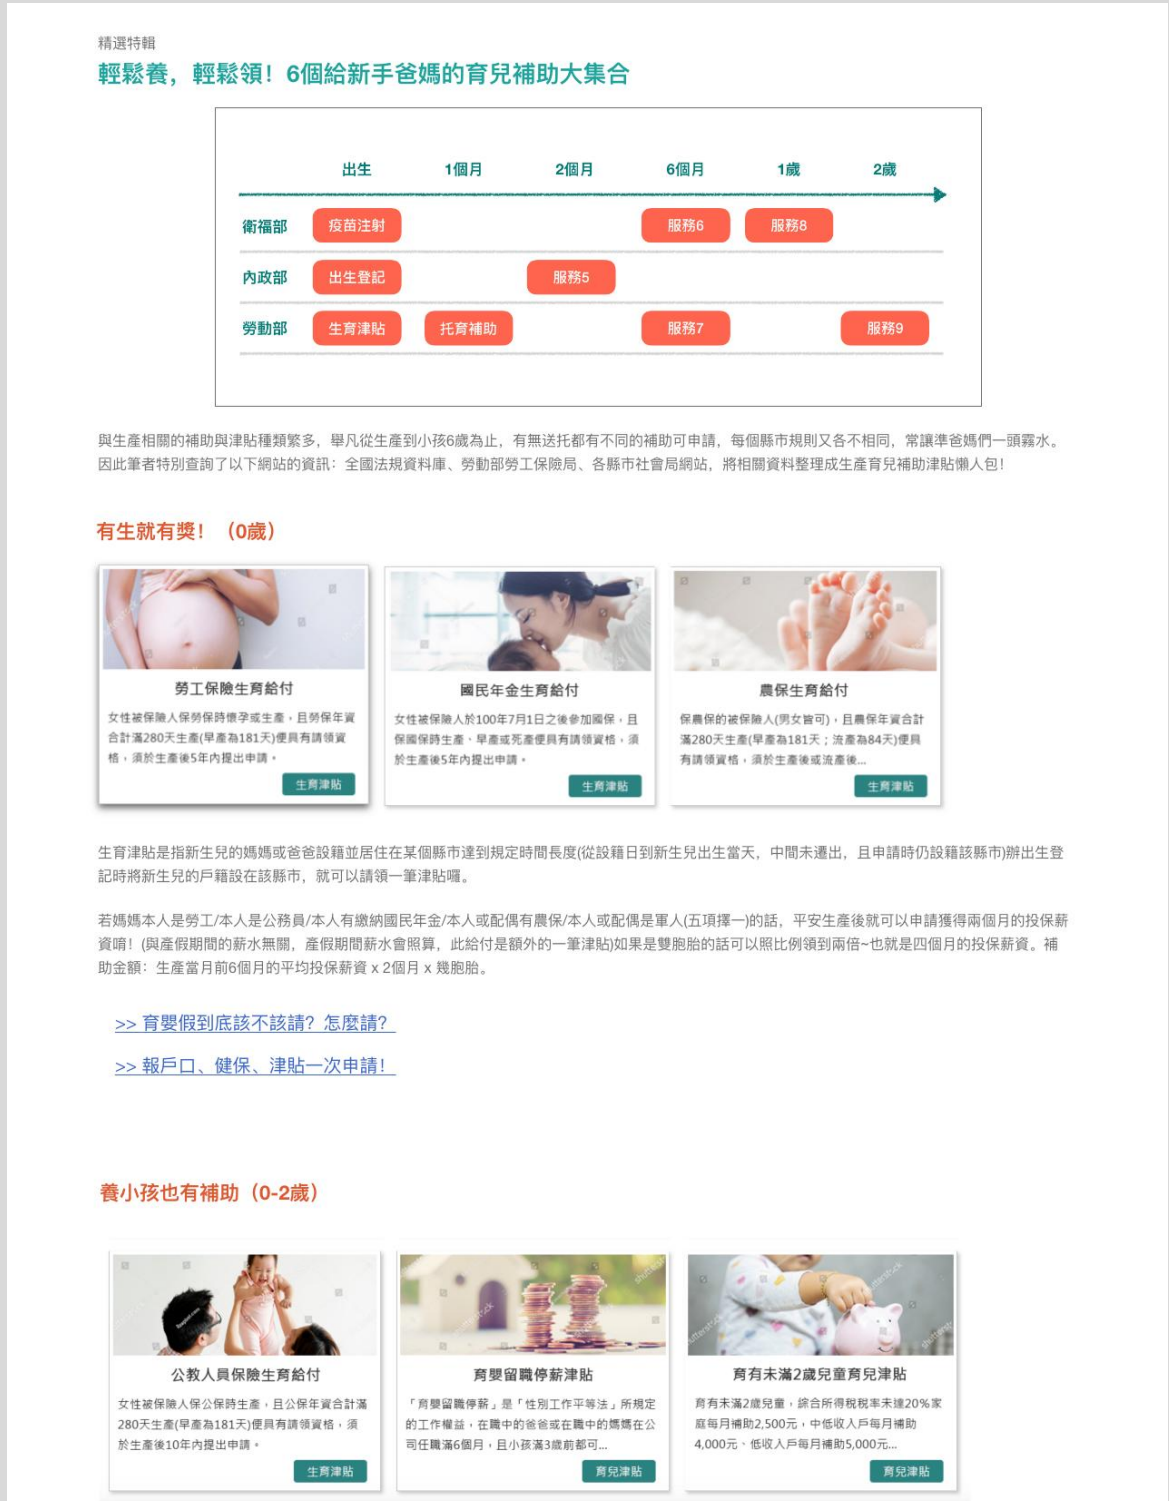 精選特輯
輕鬆養，輕鬆領！6個給新手爸媽的育兒補助大集合
出生 1個月 2個月 6個月 1歲 2歲
衛福部 疫苗注射 服務6 服務8
內政部 出生登記 服務5
勞動部 生育津貼 托育補助 服務7 服務9
與生產相關的補助與津貼種類繁多，舉凡從生產到小孩6歲為止，有無送托都有不同的補助可申請，每個縣市規則又各不相同，常讓準爸媽們一頭霧水。
因此筆者特別查詢了以下網站的資訊：全國法規資料庫、勞動部勞工保險局、各縣市社會局網站，將相關資料整理成生產育兒補助津貼懶人包！
有生就有獎！（0歲）
勞工保險生育給付
女性被保險人保勞保時懷孕或生產，且勞保年資
合計滿280天生產(早產為181天)便具有請領資
格，須於生產後5年內提出申請。
生育津貼
國民年金生育給付
女性被保險人於100年7月1日之後參加國保，且
保國保時生產、早產或死產便具有請領資格，須
於生產後5年內提出申請。
生育津貼
農保生育給付
保農保的被保險人(男女皆可)，且農保年資合計
滿280天生產(早產為181天；流產為84天)便具
有請領資格，須於生產後或流產後...
生育津貼
生育津貼是指新生兒的媽媽或爸爸設籍並居住在某個縣市達到規定時間長度(從設籍日到新生兒出生當天，中間未遷出，且申請時仍設籍該縣市)辦出生登
記時將新生兒的戶籍設在該縣市，就可以請領一筆津貼囉。
若媽媽本人是勞工/本人是公務員/本人有繳納國民年金/本人或配偶有農保/本人或配偶是軍人(五項擇一)的話，平安生產後就可以申請獲得兩個月的投保薪
資唷！(與產假期間的薪水無關，產假期間薪水會照算，此給付是額外的一筆津貼)如果是雙胞胎的話可以照比例領到兩倍~也就是四個月的投保薪資。補
助金額：生產當月前6個月的平均投保薪資 x 2個月 x 幾胞胎。
>> 育嬰假到底該不該請？怎麼請？
>> 報戶口、健保、津貼一次申請！
養小孩也有補助（0-2歲）
公教人員保險生育給付
女性被保險人保公保時生產，且公保年資合計滿
280天生產(早產為181天)便具有請領資格，須
於生產後10年內提出申請。
生育津貼
育嬰留職停薪津貼
「育嬰留職停薪」是「性別工作平等法」所規定
的工作權益，在職中的爸爸或在職中的媽媽在公
司任職滿6個月，且小孩滿3歲前都可...
育兒津貼
育有未滿2歲兒童育兒津貼
育有未滿2歲兒童，綜合所得稅稅率未達20%家
庭每月補助2,500元，中低收入戶每月補助
4,000元、低收入戶每月補助5,000元...
育兒津貼